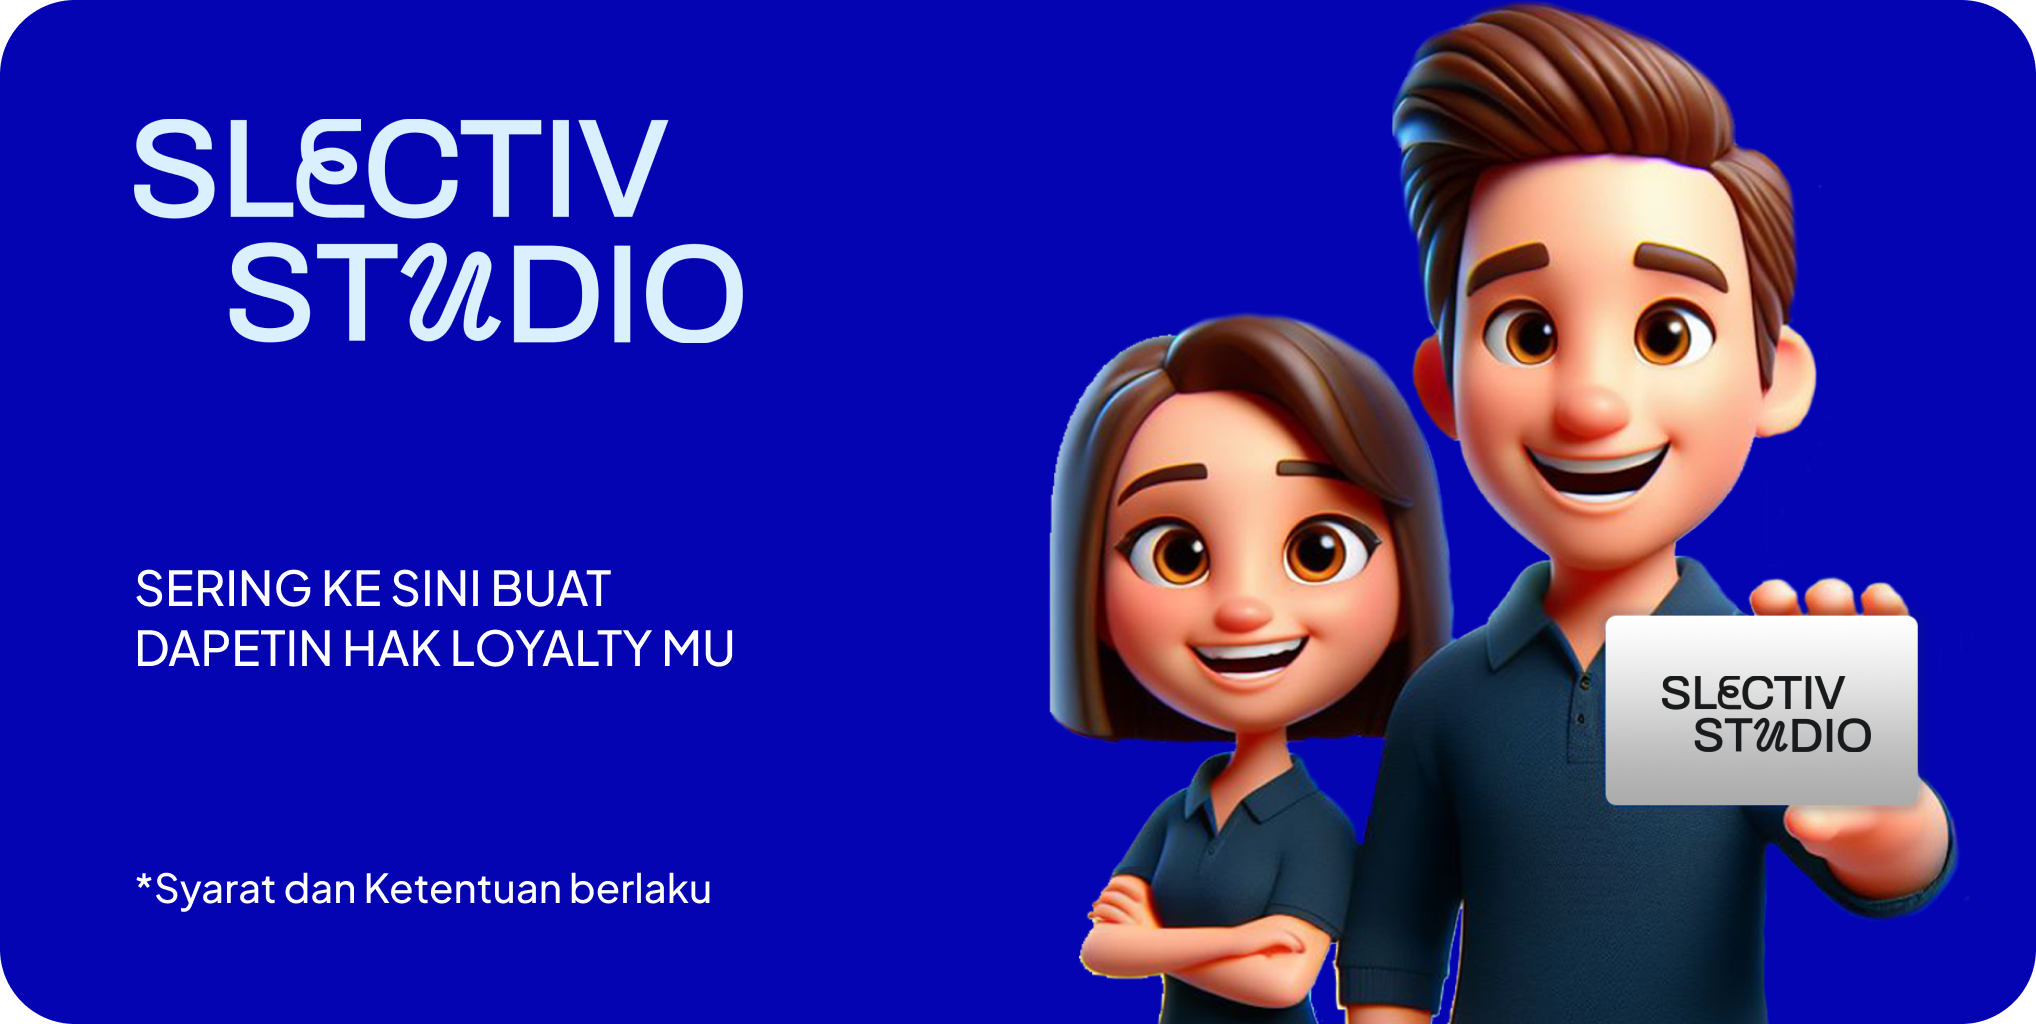 SLECTIV
STUDIO
SERING KE SINI BUAT
DAPETIN HAK LOYALTY MU
*Syarat dan Ketentuan berlaku
SLECTIV
STUDIO